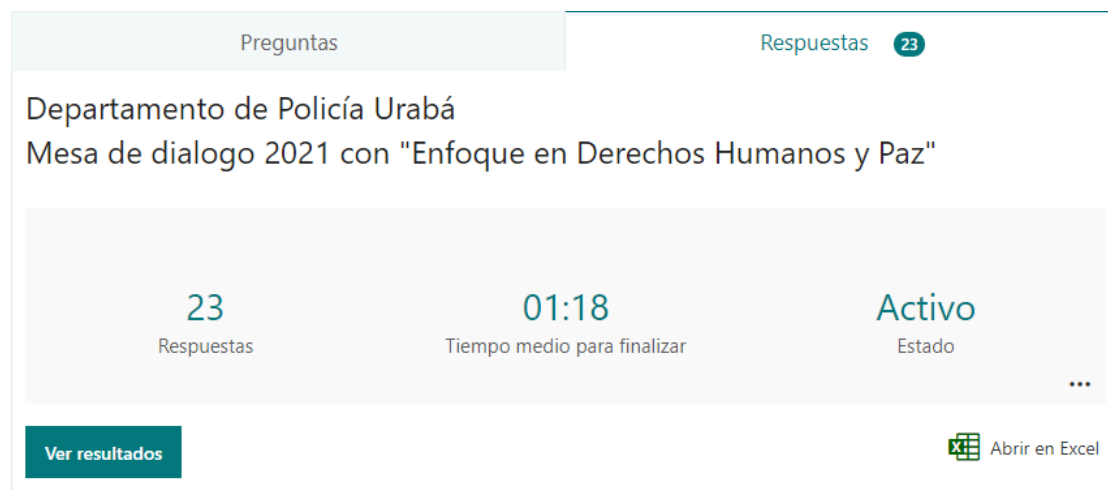 Preguntas
Respuestas 23
Departamento de Policía Urabá
Mesa de dialogo 2021 con "Enfoque en Derechos Humanos y Paz"
23
Respuestas
01:18
Tiempo medio para finalizar
Activo
Estado
...
Ver resultados
Abrir en Excel